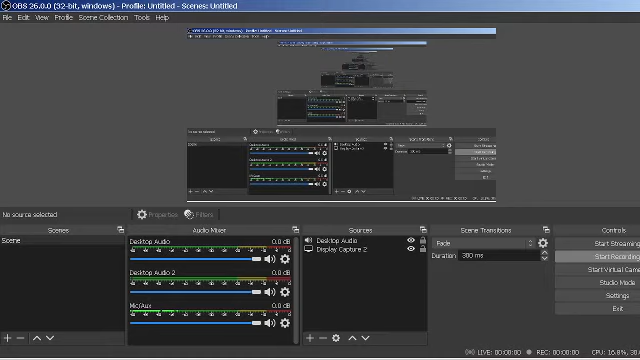 OBS 26.0.0 (32-bit, windows) - Profile: Untitled - Scenes: Untitled
File Edit View Profile Scene Collection Tools Help
No source selected
Properties Filters
Scenes Audio Mixer Sources Scene Transitions Controls
Scene
Desktop Audio 0.0 dB
Desktop Audio 2 0.0 dB
Mic/Aux 0.0 dB
Desktop Audio
Display Capture 2
Fade
Duration 300 ms
Start Streaming
Start Recording
Start Virtual Camera
Studio Mode
Settings
Exit
LIVE: 00:00:00 REC: 00:00:00 CPU: 16.8%, 30.